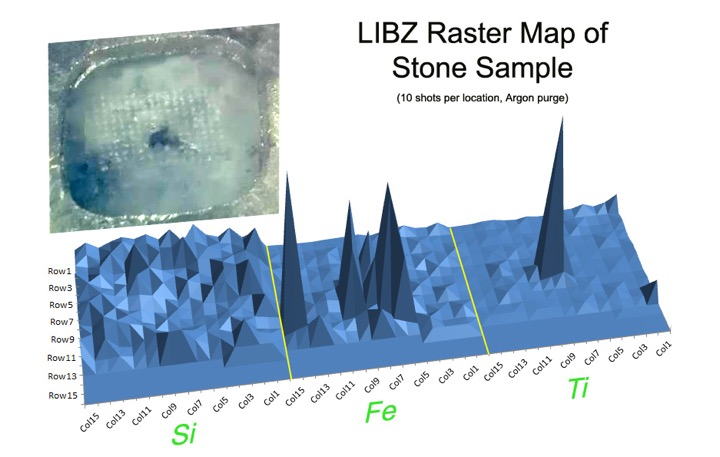 LIBZ Raster Map of
Stone Sample
(10 shots per location, Argon purge)
Row1
Row3
Row5
Row7
Row9
Row11
Row13
Row15
Col15 Col13 Col11 Col9 Col7 Col5 Col3 Col1 Col15 Col13 Col11 Col9 Col7 Col5 Col3 Col1 Col15 Col13 Col11 Col9 Col7 Col5 Col3 Col1
Si Fe Ti